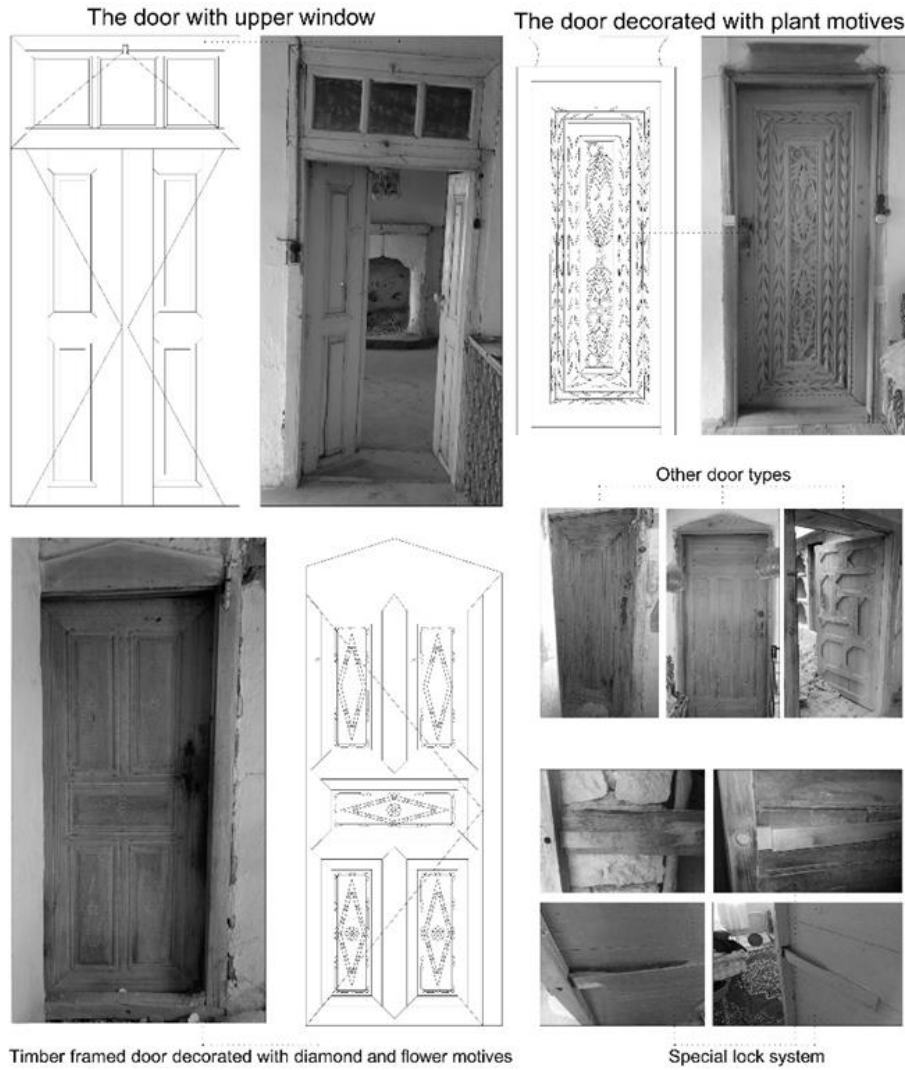 The door with upper window
The door decorated with plant motives
Other door types
Timber framed door decorated with diamond and flower motives
Special lock system